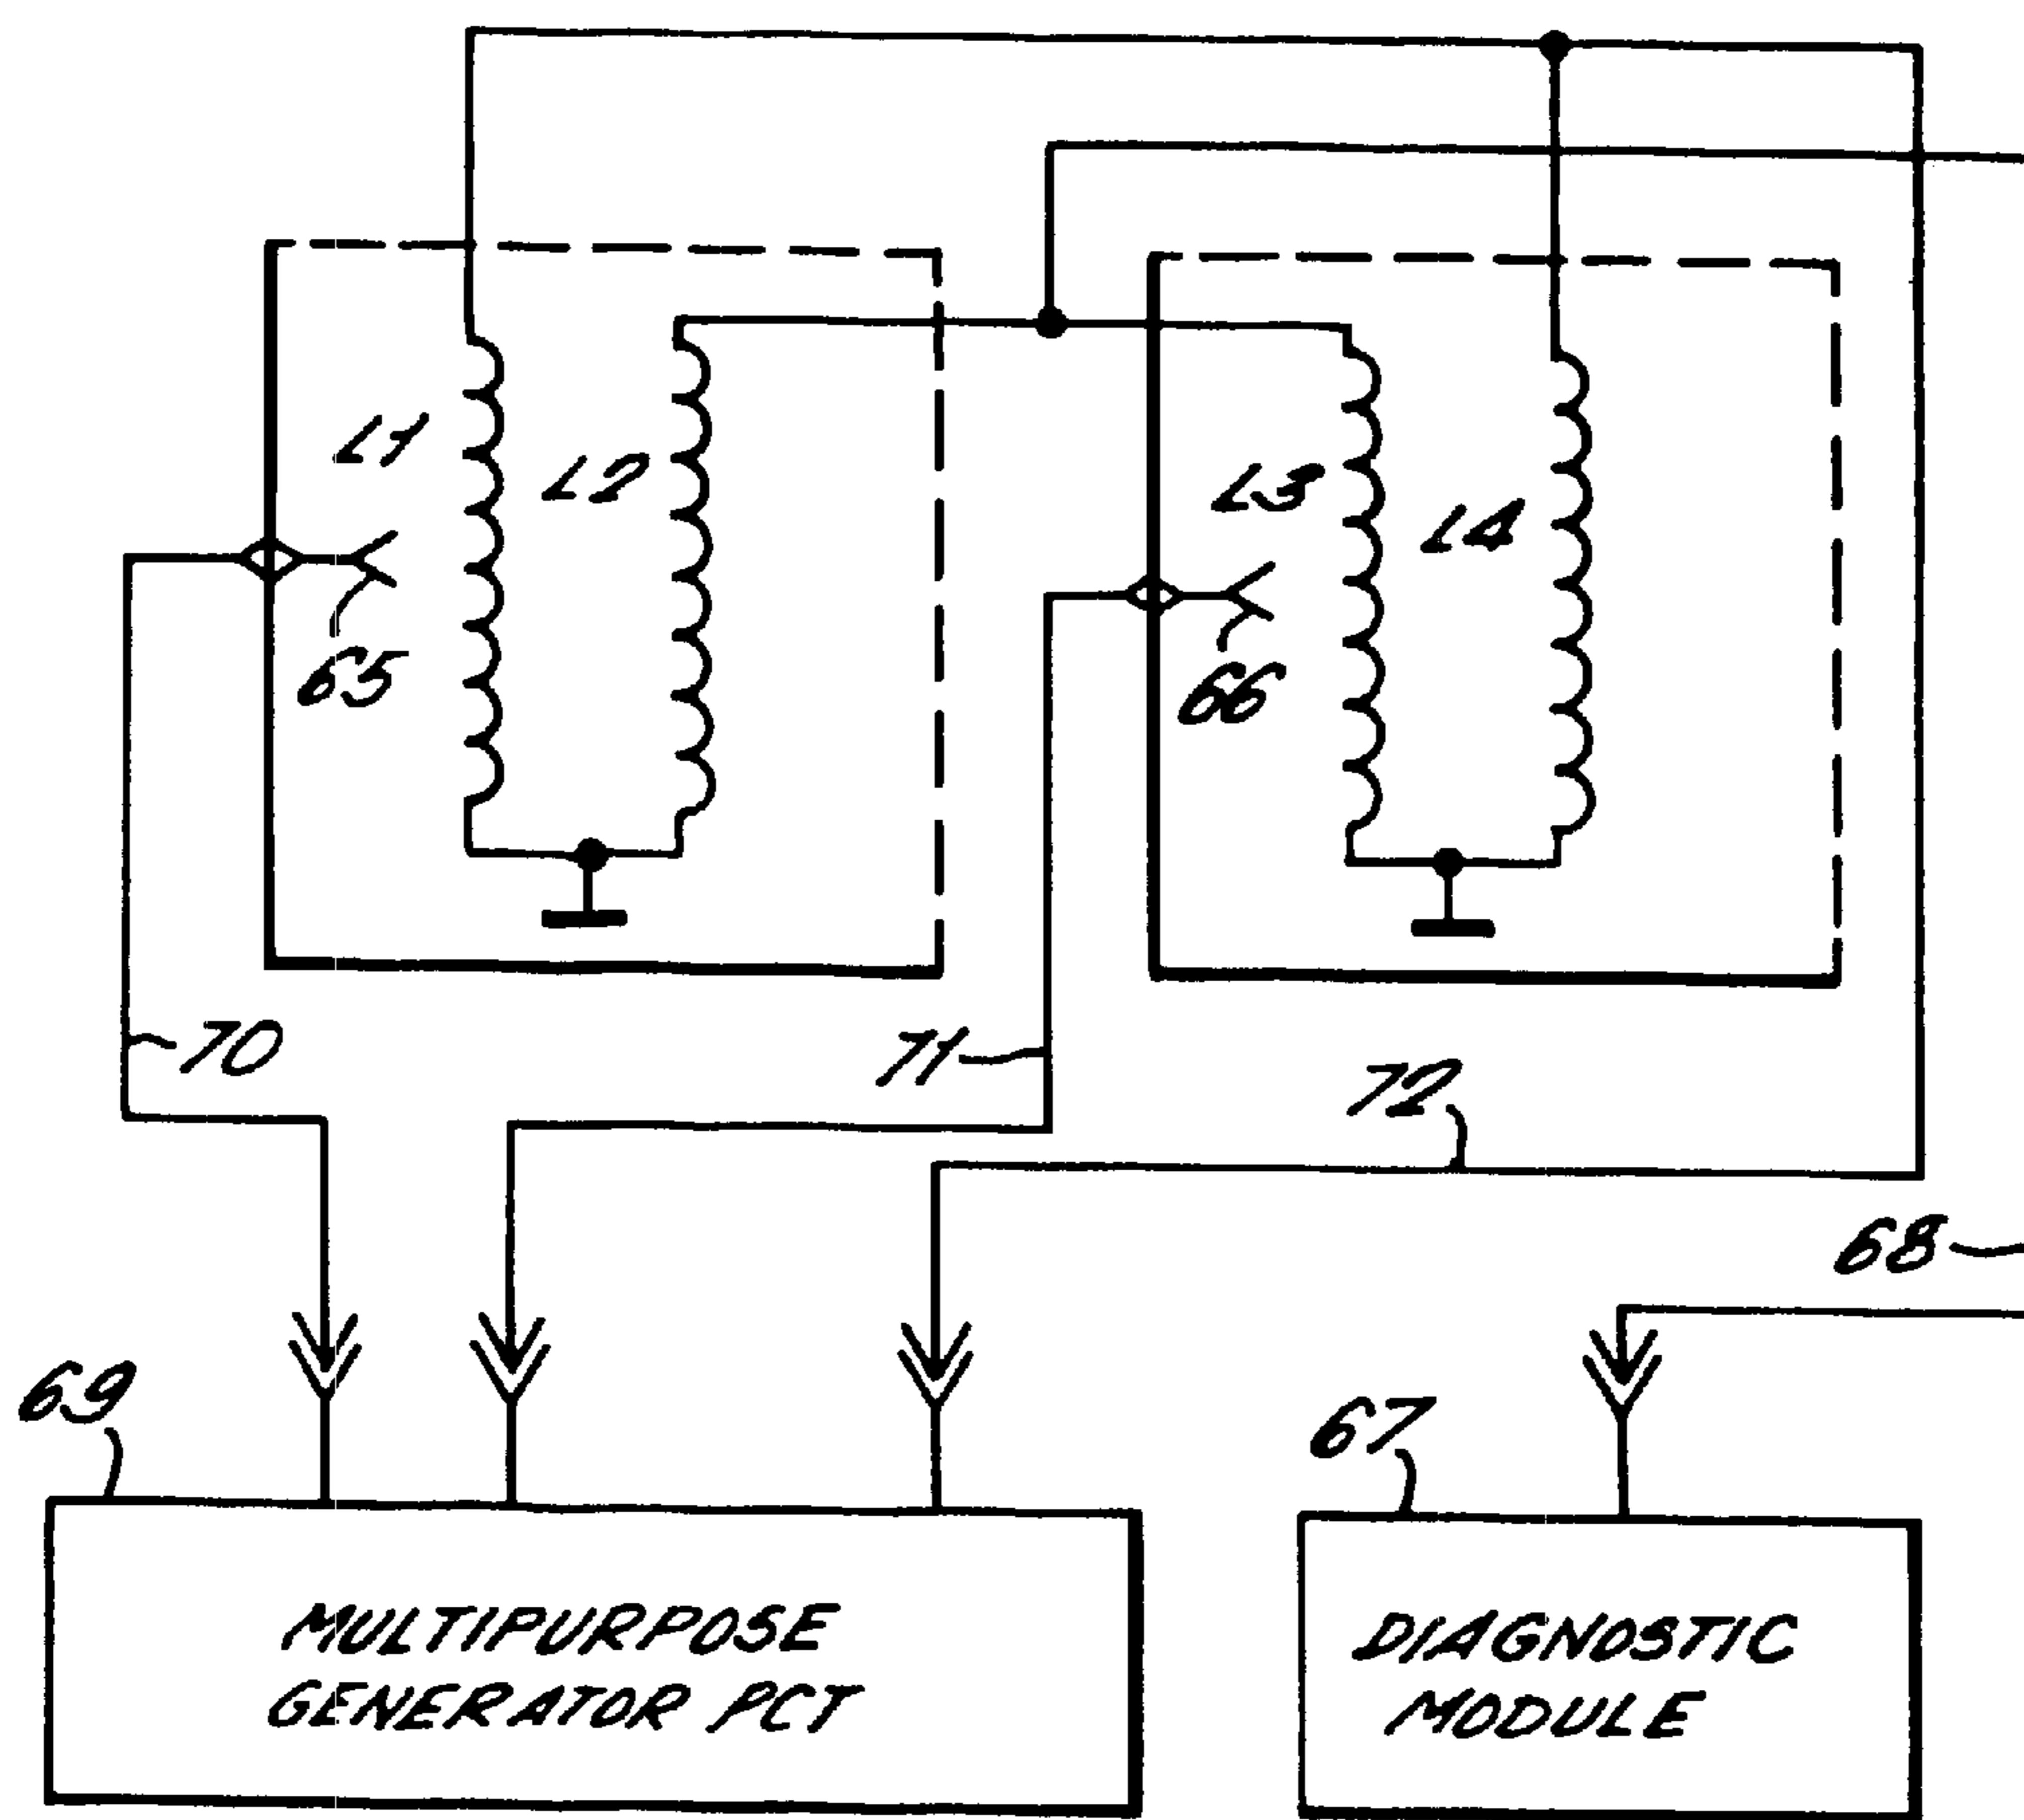 L1
L2
L3
L4
65
66
70
71
72
68
69
67
MULTIPURPOSE
GENERATOR PCT
DIAGNOSTIC
MODULE